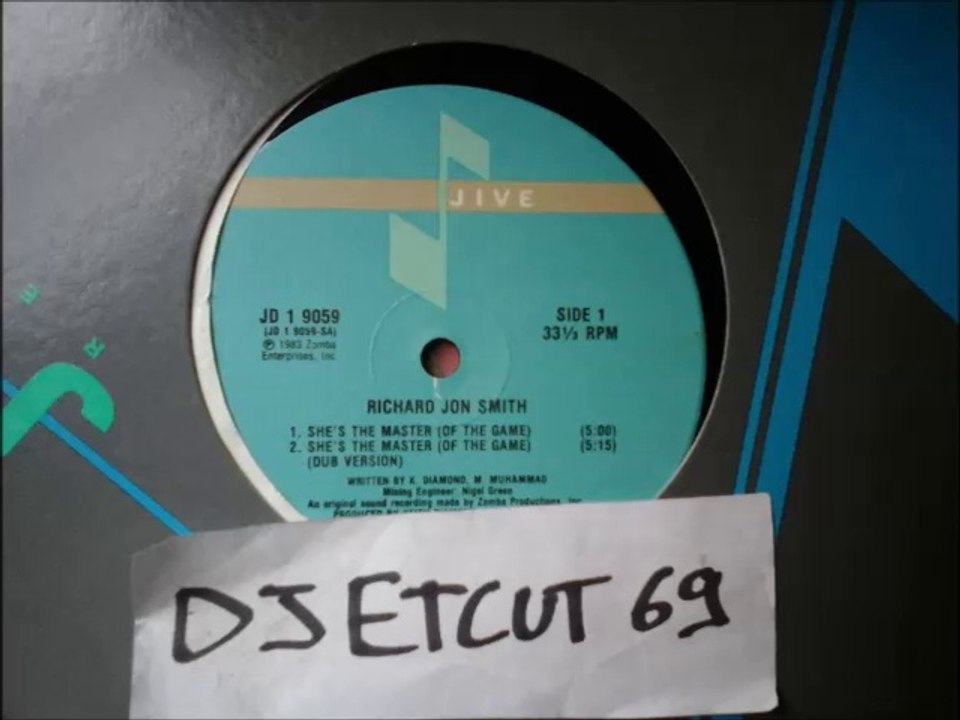 JIVE
JD 1 9059
(JD 1 9059-SA)
℗ 1983 Zomba
Enterprises, Inc
SIDE 1
33⅓ RPM
RICHARD JON SMITH
1. SHE'S THE MASTER (OF THE GAME) (5:00)
2. SHE'S THE MASTER (OF THE GAME) (5:15)
(DUB VERSION)
WRITTEN BY K. DIAMOND, M. MUHAMMAD
Mixing Engineer: Nigel Green
An original sound recording made by Zomba Productions, Inc.
PRODUCED BY
DJ ETCUT 69
E
R